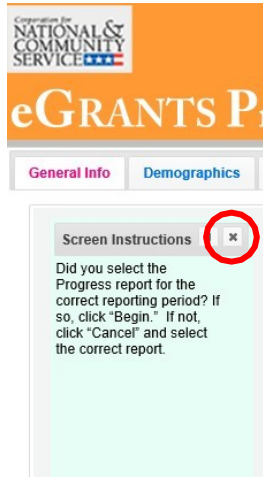 Corporation for
NATIONAL &
COMMUNITY
SERVICE
eGRANTS P
General Info Demographics
Screen Instructions
Did you select the
Progress report for the
correct reporting period? If
so, click “Begin.” If not,
click “Cancel” and select
the correct report.